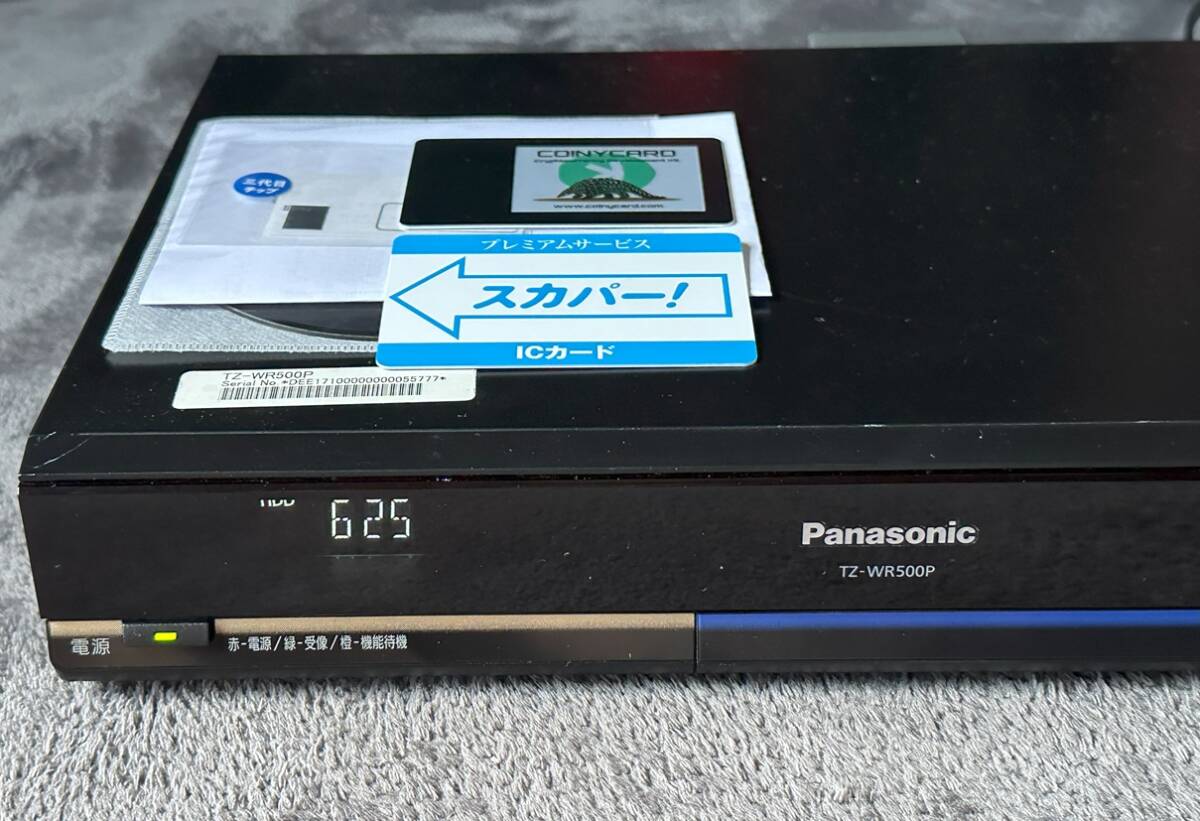 COINYCARD
www.coinycard.com
三代目
チップ
プレミアムサービス
スカパー!
ICカード
TZ-WR500P
Serial No.*DEE17100000000055777*
HDD
625
Panasonic
TZ-WR500P
電源
赤-電源/緑-受像/橙-機能待機